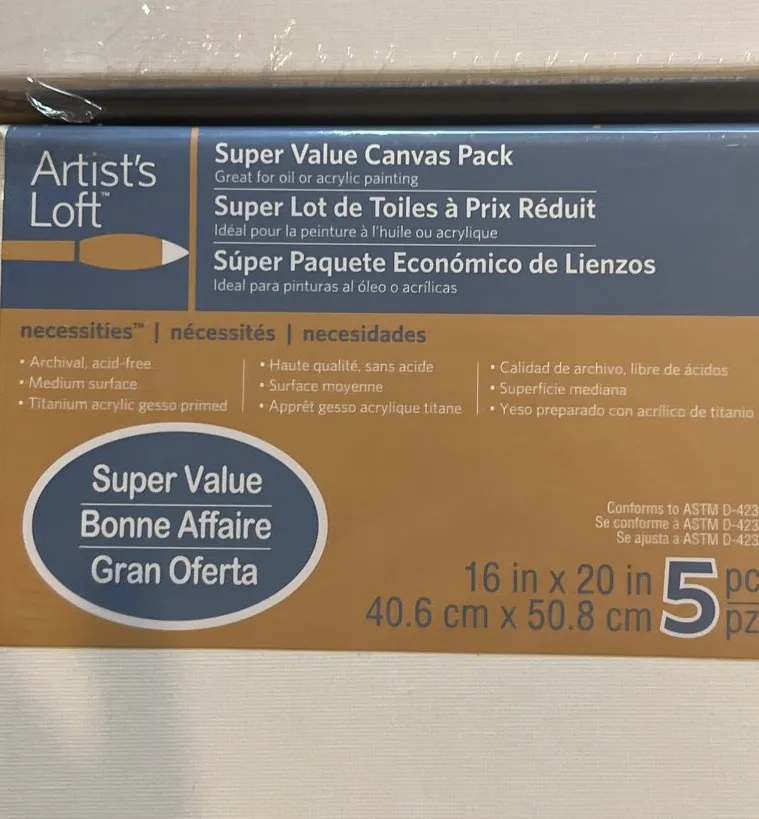 Artist's
Loft™
Super Value Canvas Pack
Great for oil or acrylic painting
Super Lot de Toiles à Prix Réduit
Idéal pour la peinture à l'huile ou acrylique
Súper Paquete Económico de Lienzos
Ideal para pinturas al óleo o acrílicas
necessities™ | nécessités | necesidades
• Archival, acid-free
• Medium surface
• Titanium acrylic gesso primed
• Haute qualité, sans acide
• Surface moyenne
• Apprêt gesso acrylique titane
• Calidad de archivo, libre de ácidos
• Superficie mediana
• Yeso preparado con acrílico de titanio
Super Value
Bonne Affaire
Gran Oferta
Conforms to ASTM D-423
Se conforme à ASTM D-423
Se ajusta a ASTM D-423
16 in x 20 in
40.6 cm x 50.8 cm
5
pc
pz